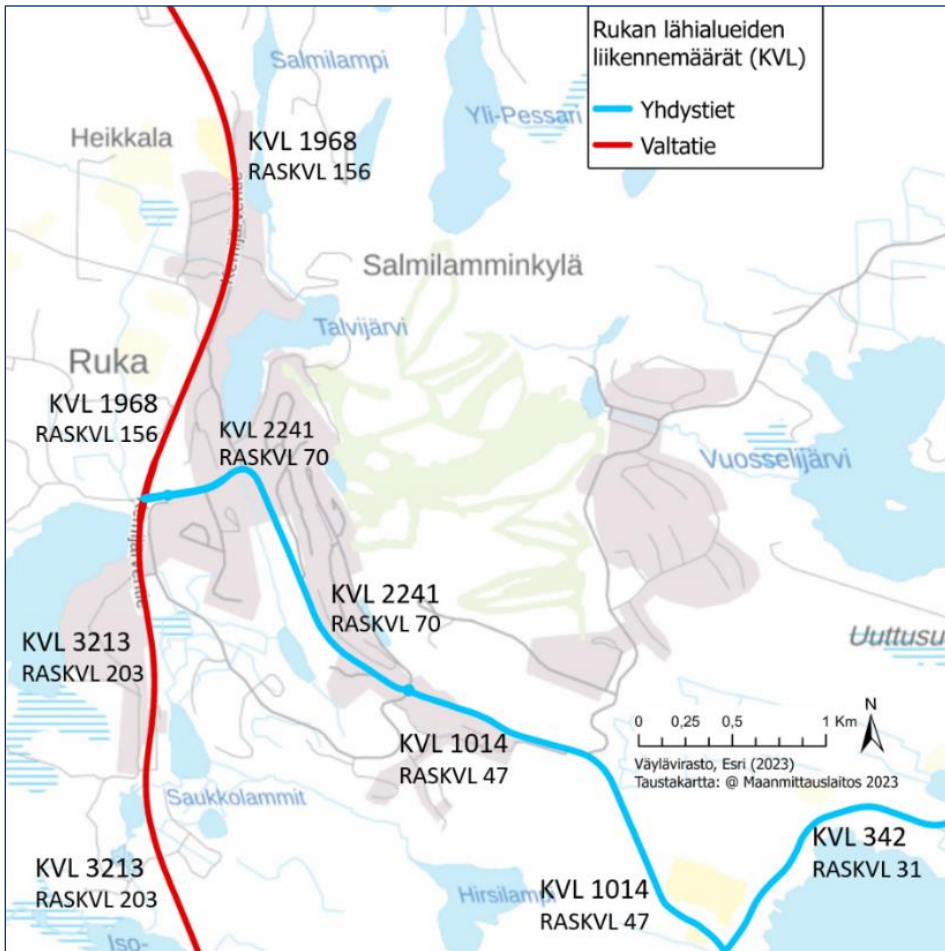 Rukan lähialueiden
liikennemäärät (KVL)
Yhdystiet
Valtatie
Salmilampi
Yli-Pessari
Heikkala
KVL 1968
RASKVL 156
Kemijärventie
Salmilamminkylä
Talvijärvi
Ruka
KVL 1968
RASKVL 156
KVL 2241
RASKVL 70
Vuosselijärvi
Kemijärventie
KVL 2241
RASKVL 70
KVL 3213
RASKVL 203
Uuttusu
N
0 0,25 0,5 1 Km
KVL 1014
RASKVL 47
Väylävirasto, Esri (2023)
Taustakartta: @ Maanmittauslaitos 2023
Saukkolammit
KVL 342
RASKVL 31
KVL 3213
RASKVL 203
Hirsilampi
KVL 1014
RASKVL 47
Iso-